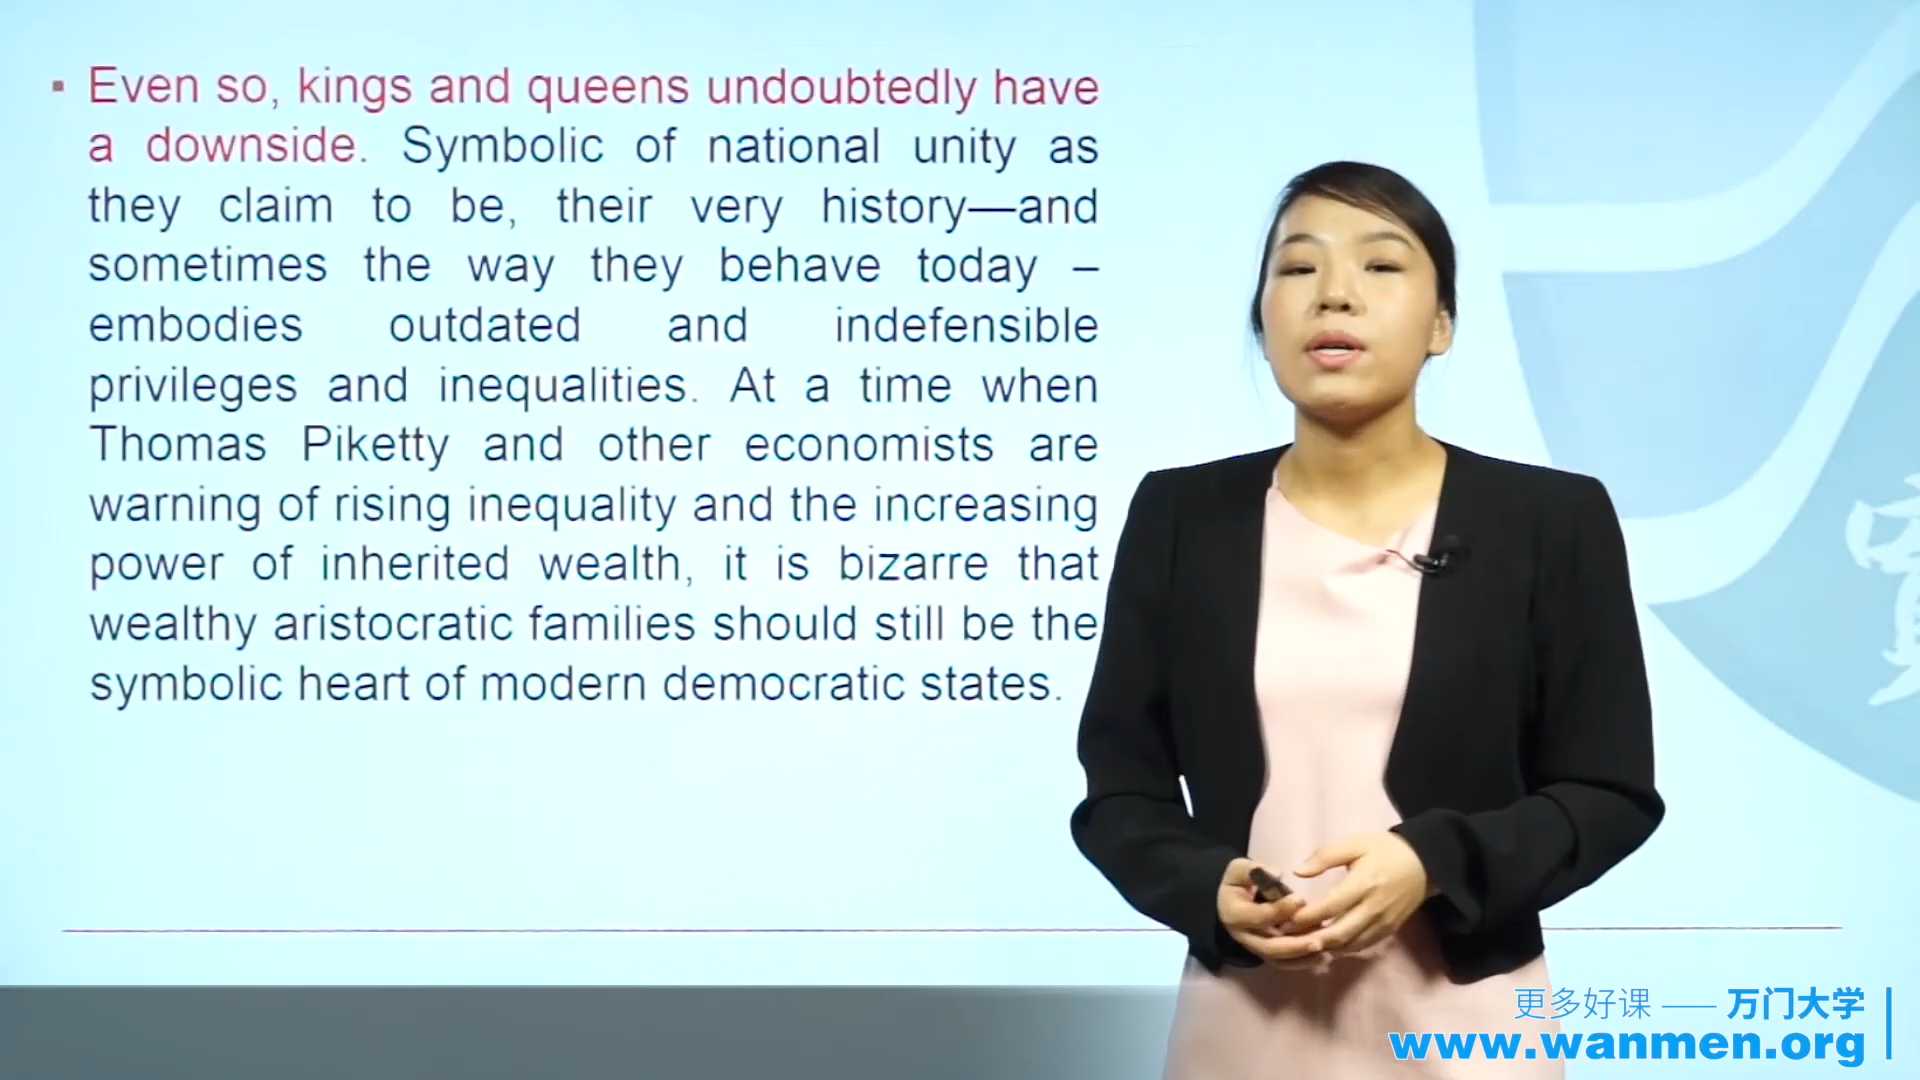 Even so, kings and queens undoubtedly have
a downside. Symbolic of national unity as
they claim to be, their very history—and
sometimes the way they behave today –
embodies outdated and indefensible
privileges and inequalities. At a time when
Thomas Piketty and other economists are
warning of rising inequality and the increasing
power of inherited wealth, it is bizarre that
wealthy aristocratic families should still be the
symbolic heart of modern democratic states.
更多好课 —— 万门大学
www.wanmen.org